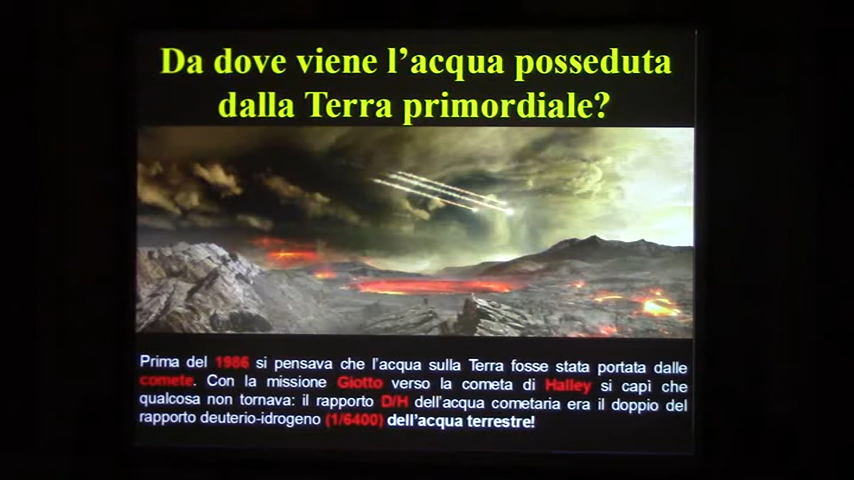 Da dove viene l'acqua posseduta
dalla Terra primordiale?
Prima del 1986 si pensava che l'acqua sulla Terra fosse stata portata dalle
comete. Con la missione Giotto verso la cometa di Halley si capì che
qualcosa non tornava: il rapporto D/H dell'acqua cometaria era il doppio del
rapporto deuterio-idrogeno (1/6400) dell'acqua terrestre!